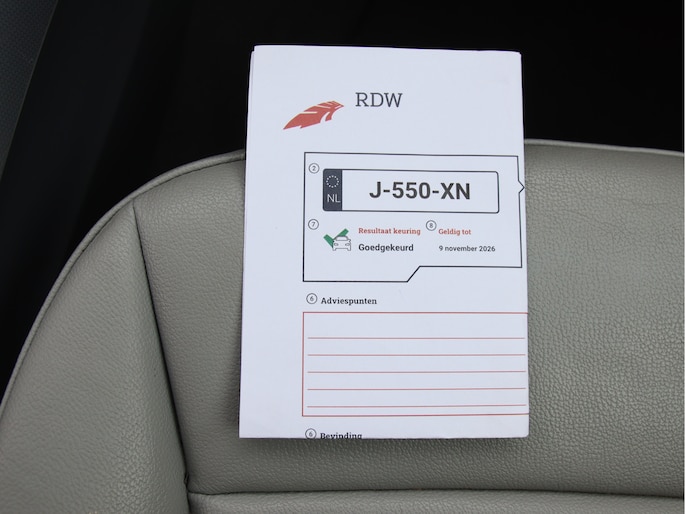 RDW
2
NL
J-550-XN
7
Resultaat keuring
8
Geldig tot
Goedgekeurd
9 november 2026
6 Adviespunten
6 Bevinding